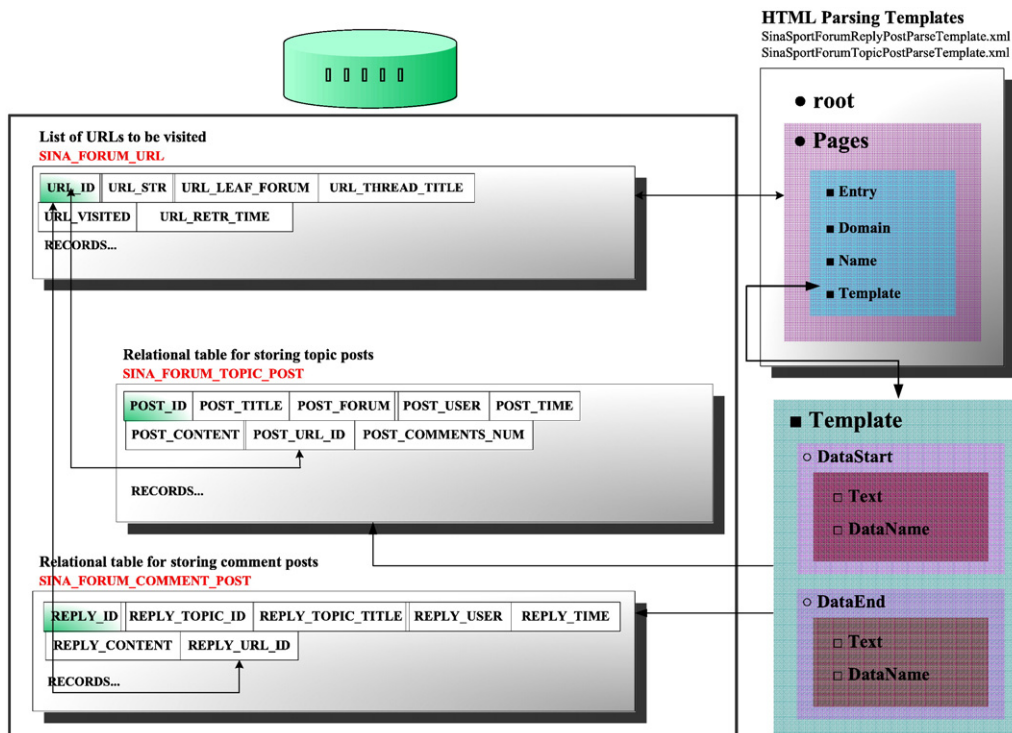 HTML Parsing Templates
SinaSportForumReplyPostParseTemplate.xml
SinaSportForumTopicPostParseTemplate.xml
● root
● Pages
■ Entry
■ Domain
■ Name
■ Template
List of URLs to be visited
SINA_FORUM_URL
URL_ID URL_STR URL_LEAF_FORUM URL_THREAD_TITLE
URL_VISITED URL_RETR_TIME
RECORDS...
Relational table for storing topic posts
SINA_FORUM_TOPIC_POST
POST_ID POST_TITLE POST_FORUM POST_USER POST_TIME
POST_CONTENT POST_URL_ID POST_COMMENTS_NUM
RECORDS...
Relational table for storing comment posts
SINA_FORUM_COMMENT_POST
REPLY_ID REPLY_TOPIC_ID REPLY_TOPIC_TITLE REPLY_USER REPLY_TIME
REPLY_CONTENT REPLY_URL_ID
RECORDS...
■ Template
○ DataStart
□ Text
□ DataName
○ DataEnd
□ Text
□ DataName